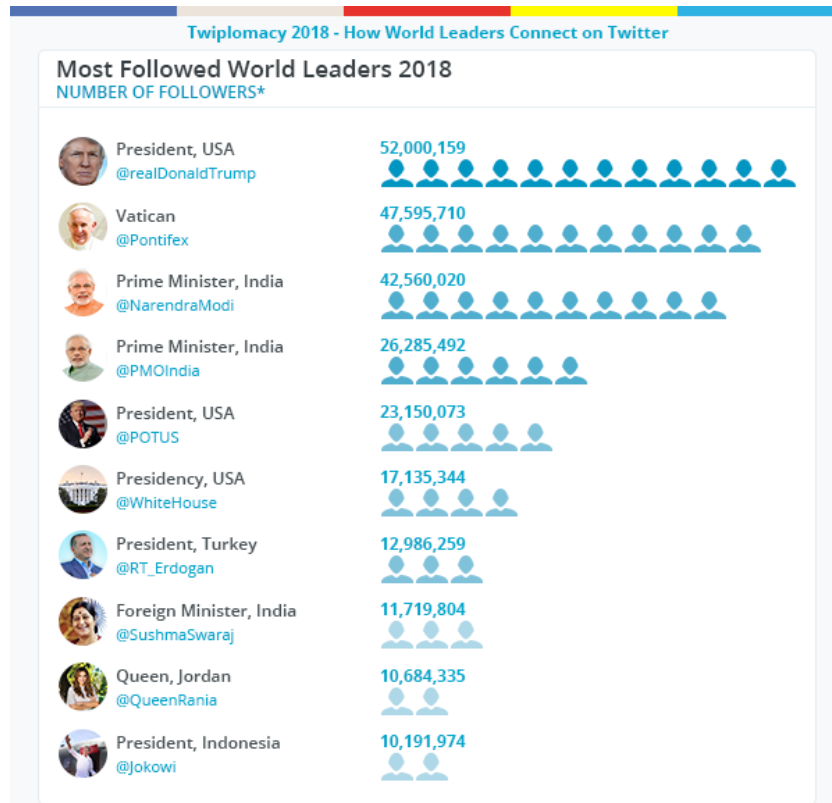 Twiplomacy 2018 - How World Leaders Connect on Twitter
Most Followed World Leaders 2018
NUMBER OF FOLLOWERS*
President, USA
@realDonaldTrump
52,000,159
Vatican
@Pontifex
47,595,710
Prime Minister, India
@NarendraModi
42,560,020
Prime Minister, India
@PMOIndia
26,285,492
President, USA
@POTUS
23,150,073
Presidency, USA
@WhiteHouse
17,135,344
President, Turkey
@RT_Erdogan
12,986,259
Foreign Minister, India
@SushmaSwaraj
11,719,804
Queen, Jordan
@QueenRania
10,684,335
President, Indonesia
@Jokowi
10,191,974